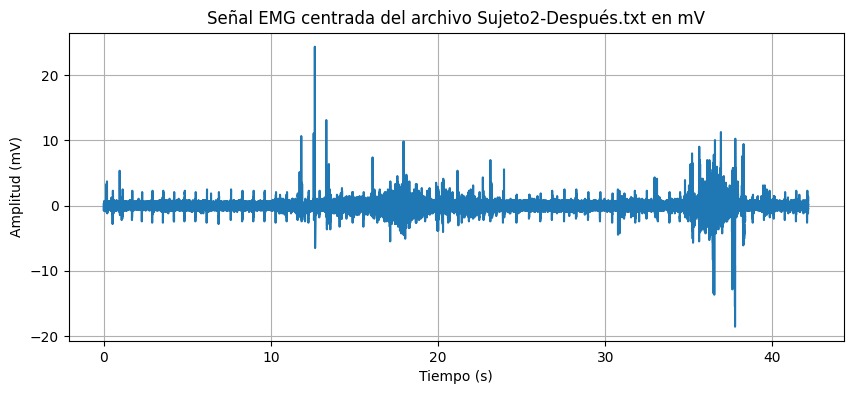 Señal EMG centrada del archivo Sujeto2-Después.txt en mV
Amplitud (mV)
20
10
0
−10
−20
0 10 20 30 40
Tiempo (s)